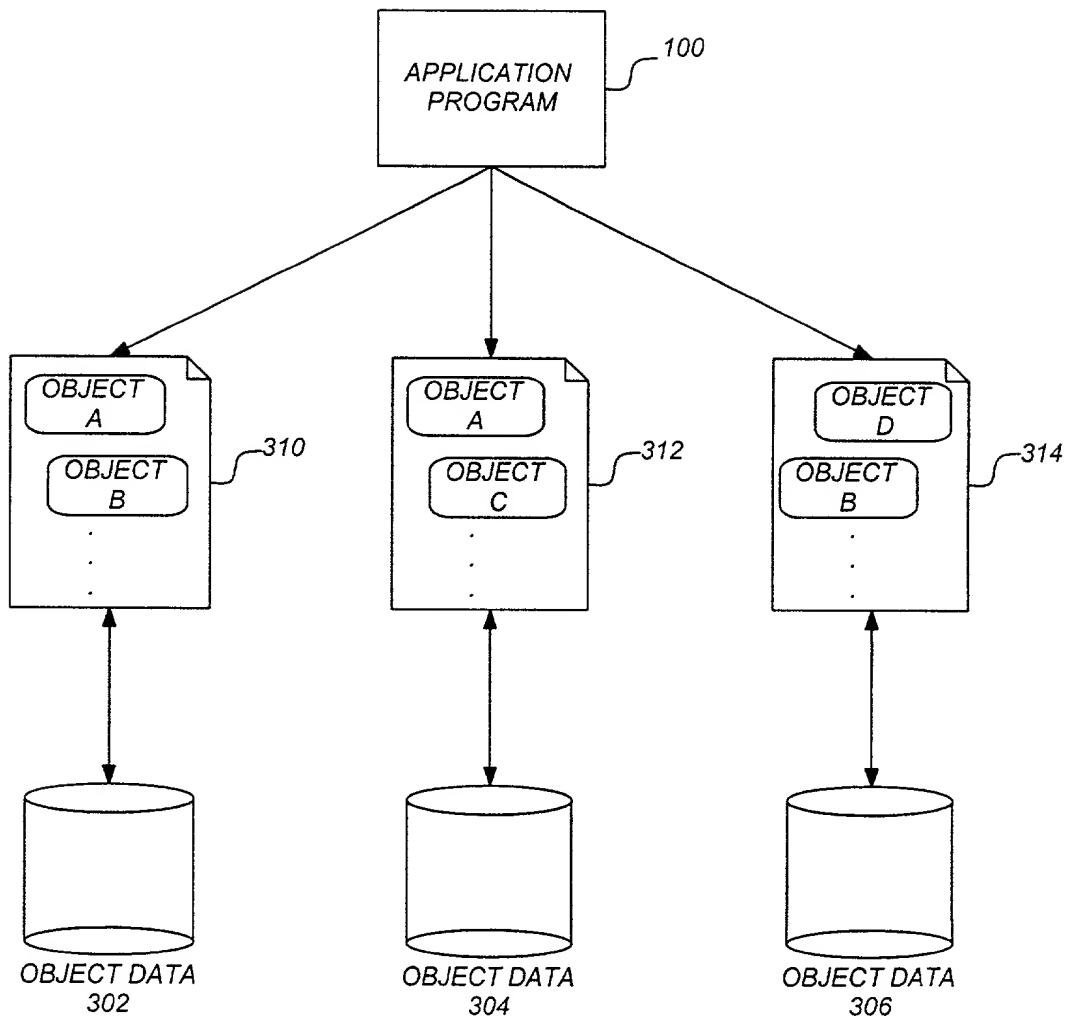 APPLICATION
PROGRAM
100
OBJECT
A
OBJECT
B
310
OBJECT
A
OBJECT
C
312
OBJECT
D
OBJECT
B
314
OBJECT DATA
302
OBJECT DATA
304
OBJECT DATA
306